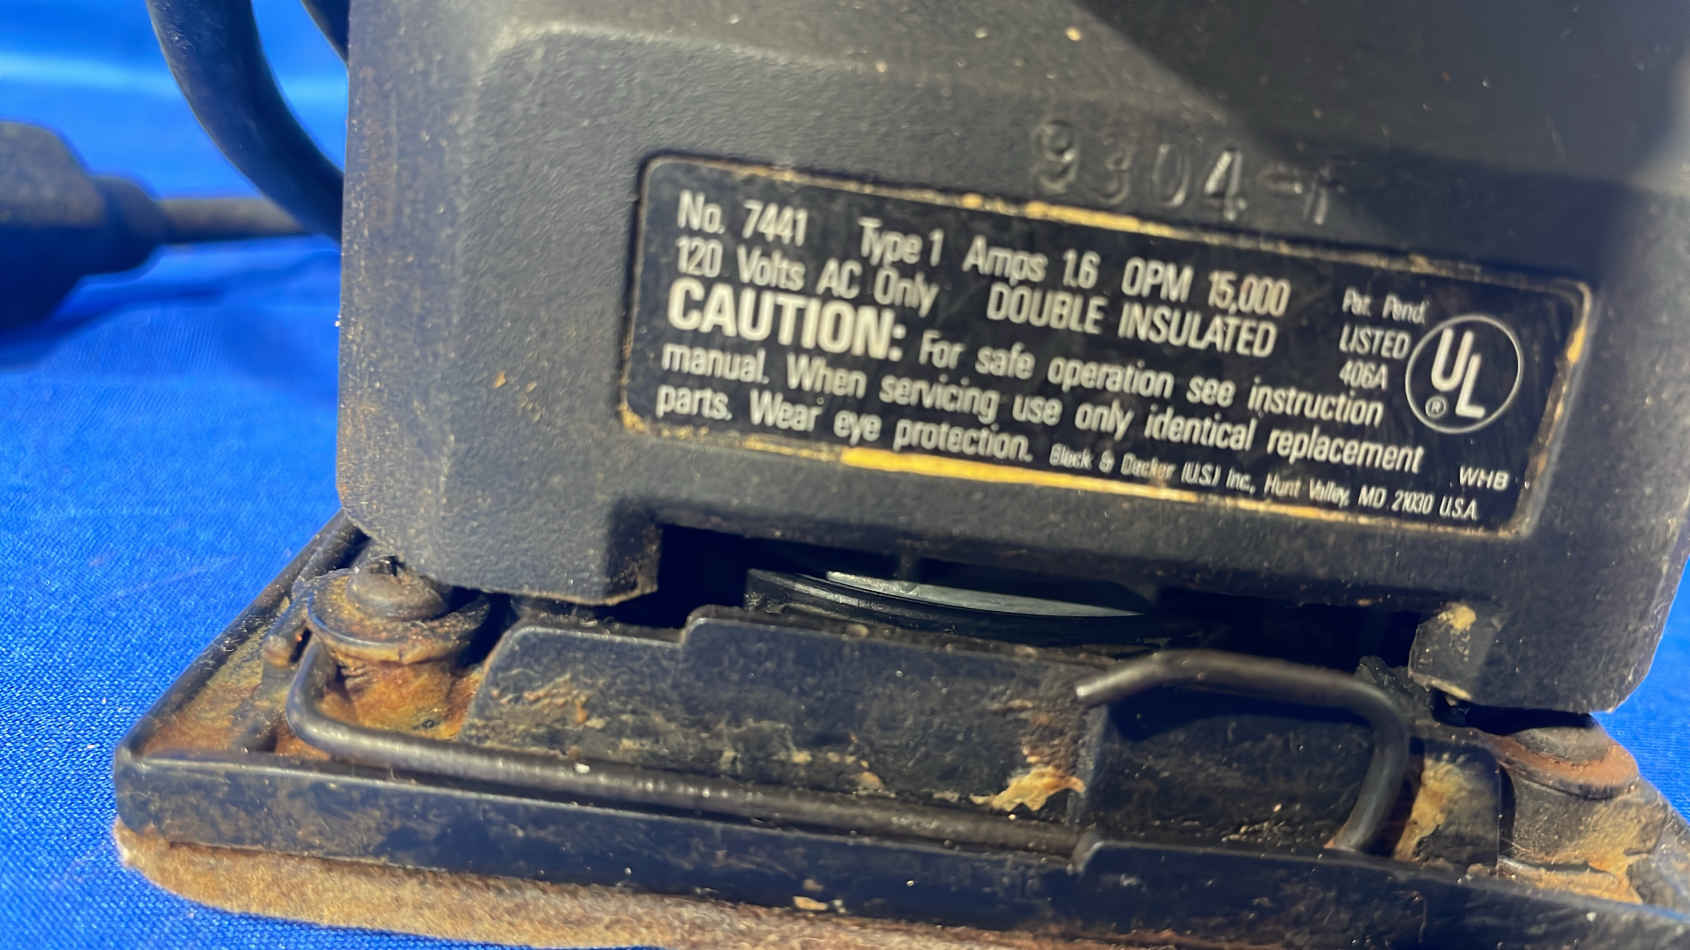 9304-F
No. 7441 Type 1 Amps 1.6 OPM 15,000
120 Volts AC Only DOUBLE INSULATED
CAUTION: For safe operation see instruction
manual. When servicing use only identical replacement
parts. Wear eye protection. Black & Decker (U.S.) Inc., Hunt Valley, MD 21030 U.S.A.
Pat. Pend.
LISTED
406A
UL
®
WHB